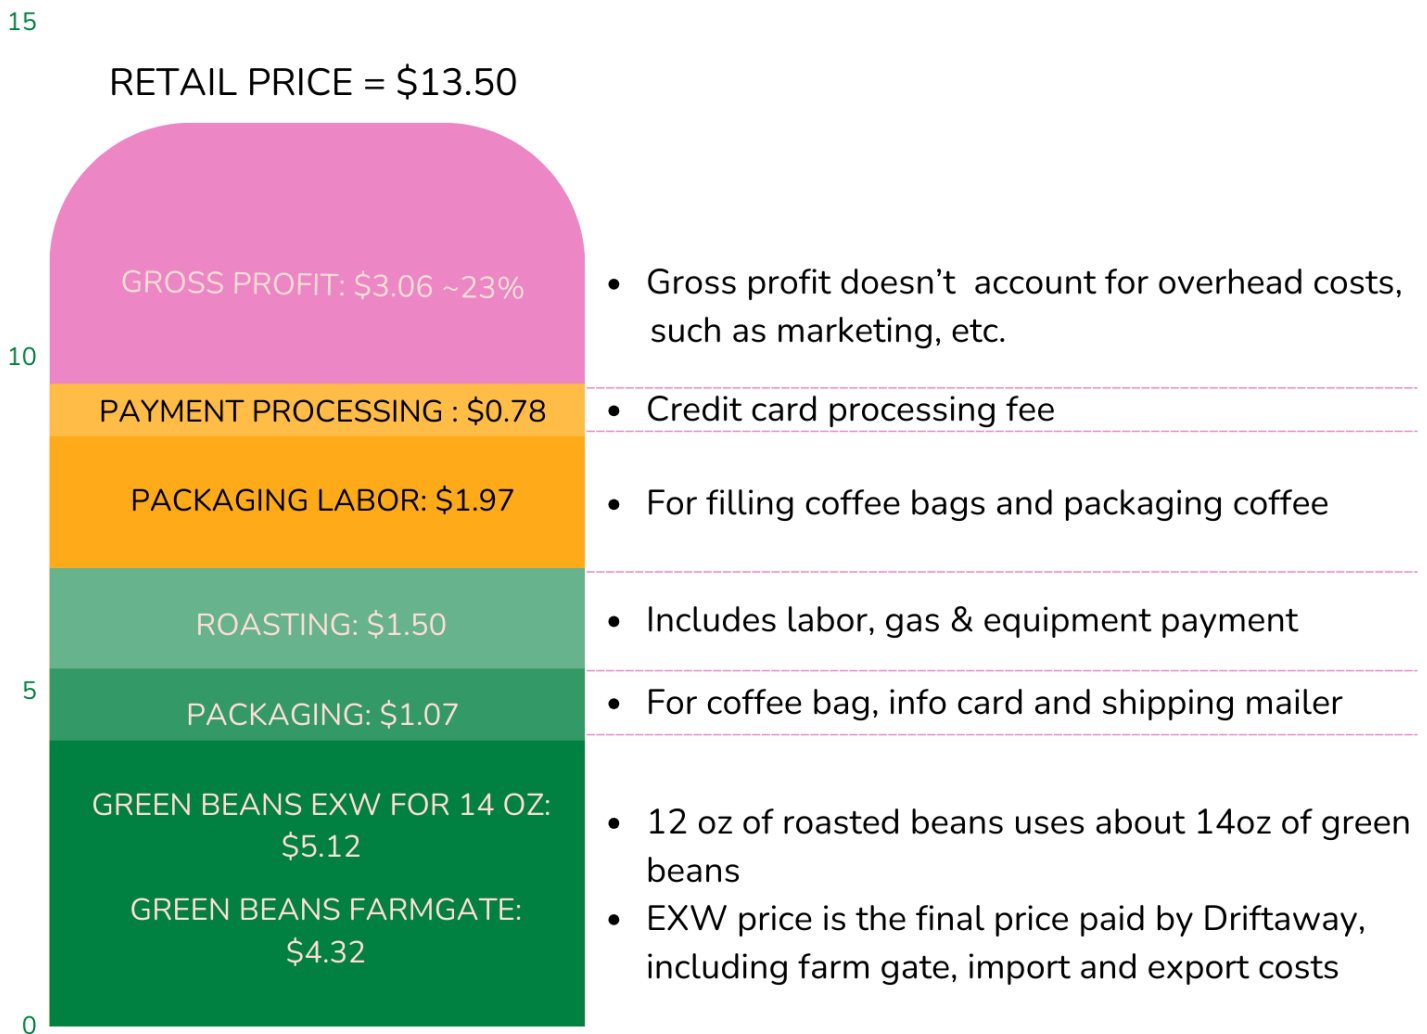 15
RETAIL PRICE = $13.50
GROSS PROFIT: $3.06 ~23%
• Gross profit doesn’t  account for overhead costs,
such as marketing, etc.
10
PAYMENT PROCESSING : $0.78
• Credit card processing fee
PACKAGING LABOR: $1.97
• For filling coffee bags and packaging coffee
ROASTING: $1.50
• Includes labor, gas & equipment payment
5
PACKAGING: $1.07
• For coffee bag, info card and shipping mailer
GREEN BEANS EXW FOR 14 OZ:
$5.12
• 12 oz of roasted beans uses about 14oz of green
beans
GREEN BEANS FARMGATE:
$4.32
• EXW price is the final price paid by Driftaway,
including farm gate, import and export costs
0